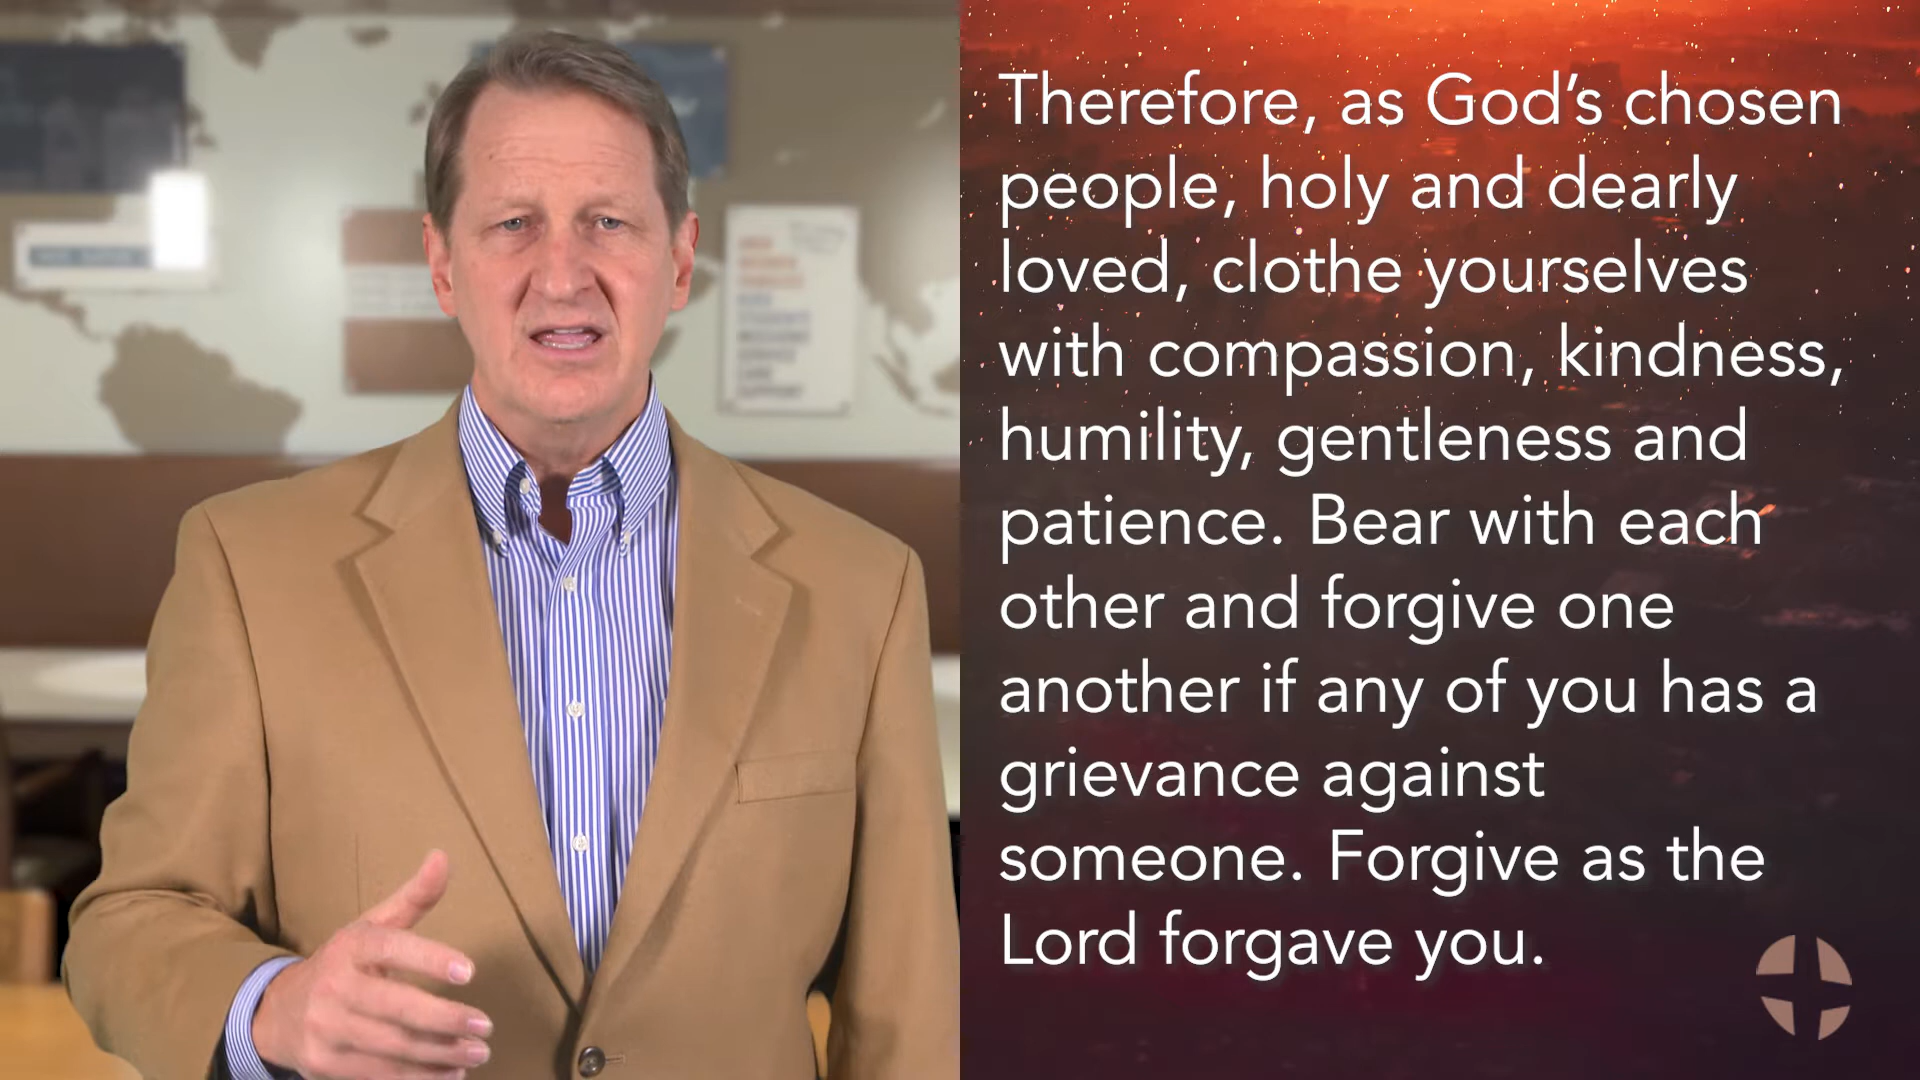 Therefore, as God’s chosen
people, holy and dearly
loved, clothe yourselves
with compassion, kindness,
humility, gentleness and
patience. Bear with each
other and forgive one
another if any of you has a
grievance against
someone. Forgive as the
Lord forgave you.